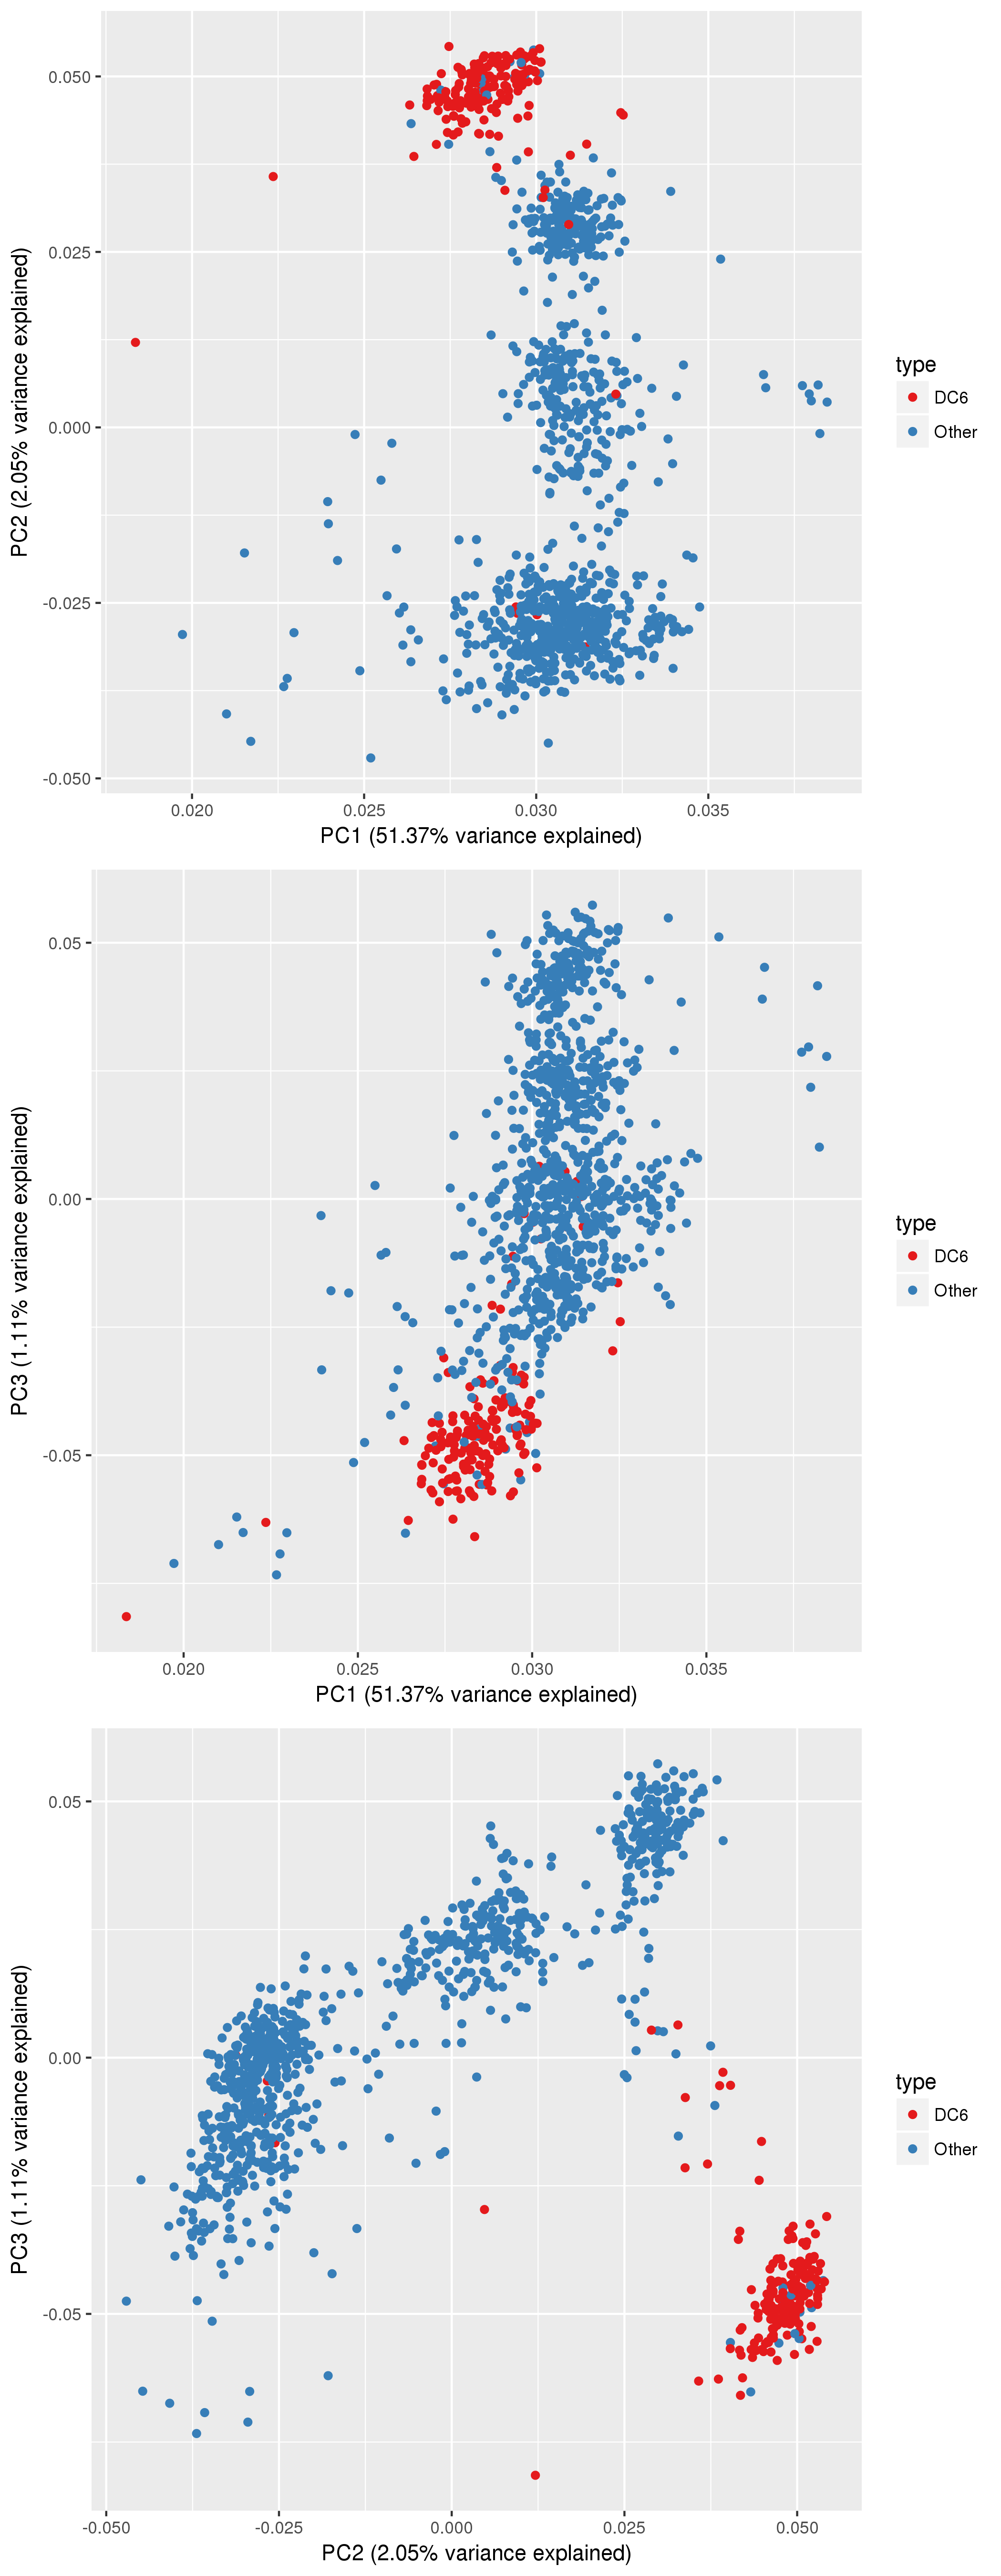 PC2 (2.05% variance explained)
0.050
0.025
0.000
-0.025
-0.050
0.020 0.025 0.030 0.035
PC1 (51.37% variance explained)
type
DC6
Other
PC3 (1.11% variance explained)
0.05
0.00
-0.05
0.020 0.025 0.030 0.035
PC1 (51.37% variance explained)
type
DC6
Other
PC3 (1.11% variance explained)
0.05
0.00
-0.05
-0.050 -0.025 0.000 0.025 0.050
PC2 (2.05% variance explained)
type
DC6
Other